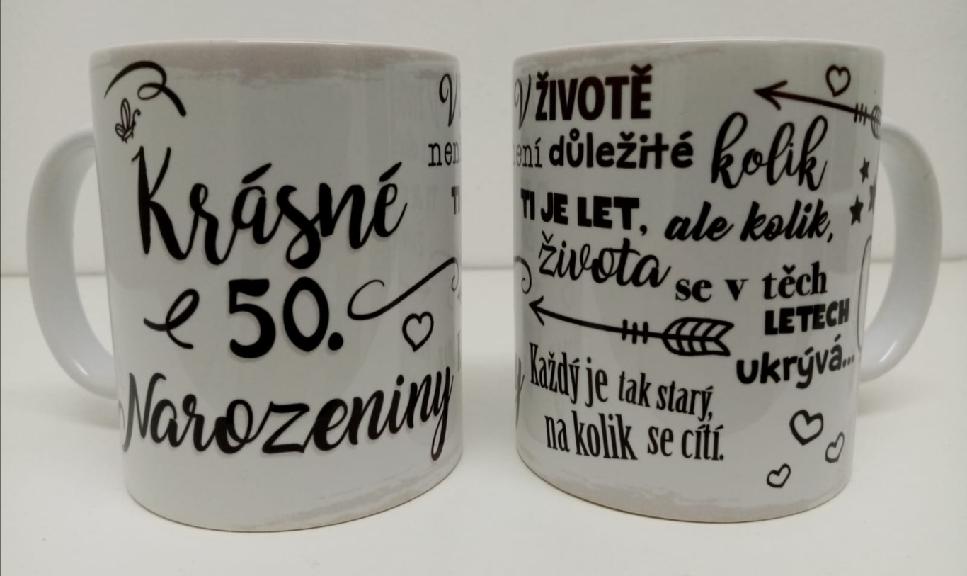 Krásné
50.
Narozeniny
V ŽIVOTĚ
ení důležité kolik
TI JE LET, ale kolik,
života se v těch
LETECH
ukrývá...
Každý je tak starý,
na kolik se cítí.